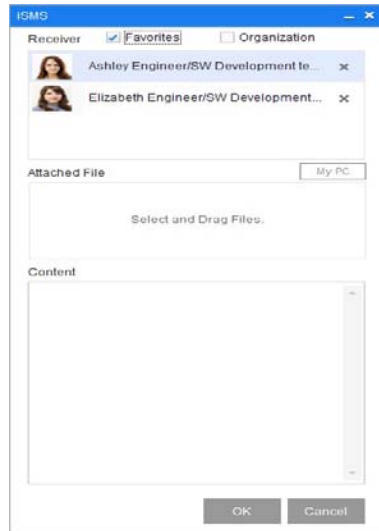 iSMS
Receiver Favorites Organization
Ashley Engineer/SW Development te...
Elizabeth Engineer/SW Development...
Attached File My PC
Select and Drag Files.
Content
OK Cancel